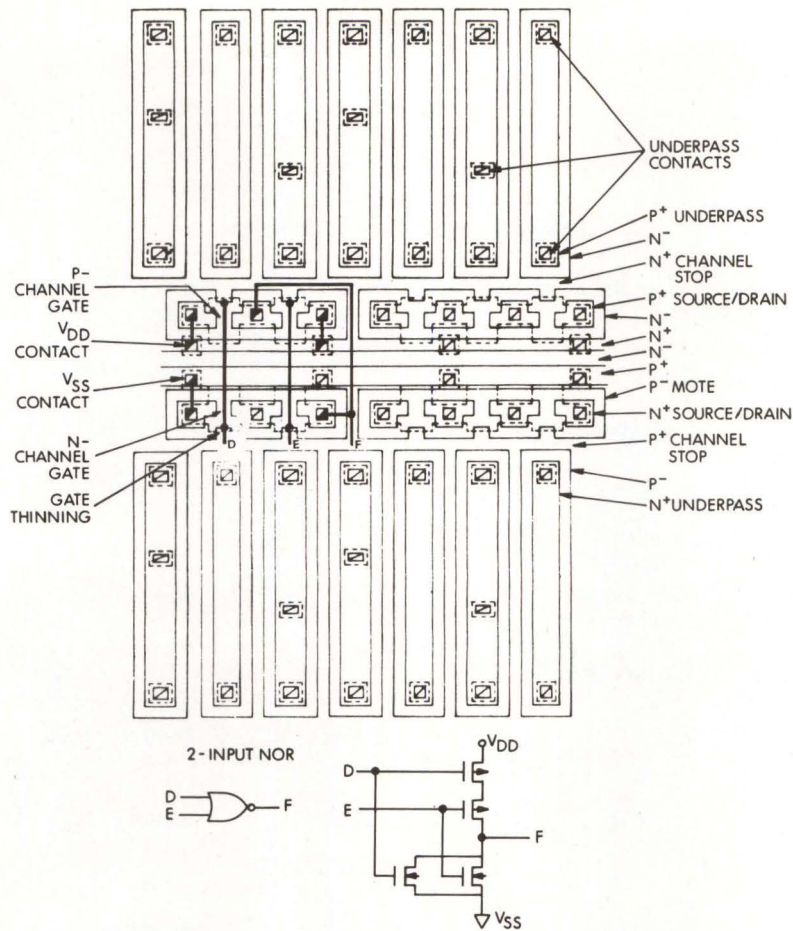 UNDERPASS
CONTACTS
P+ UNDERPASS
N−
N+ CHANNEL
STOP
P+ SOURCE/DRAIN
N−
N+
N−
P+
P− MOTE
N+ SOURCE/DRAIN
P+ CHANNEL
STOP
P−
N+ UNDERPASS
P-
CHANNEL
GATE
VDD
CONTACT
VSS
CONTACT
N-
CHANNEL
GATE
GATE
THINNING
D
E
F
2-INPUT NOR
D
E
F
VDD
D
E
F
VSS